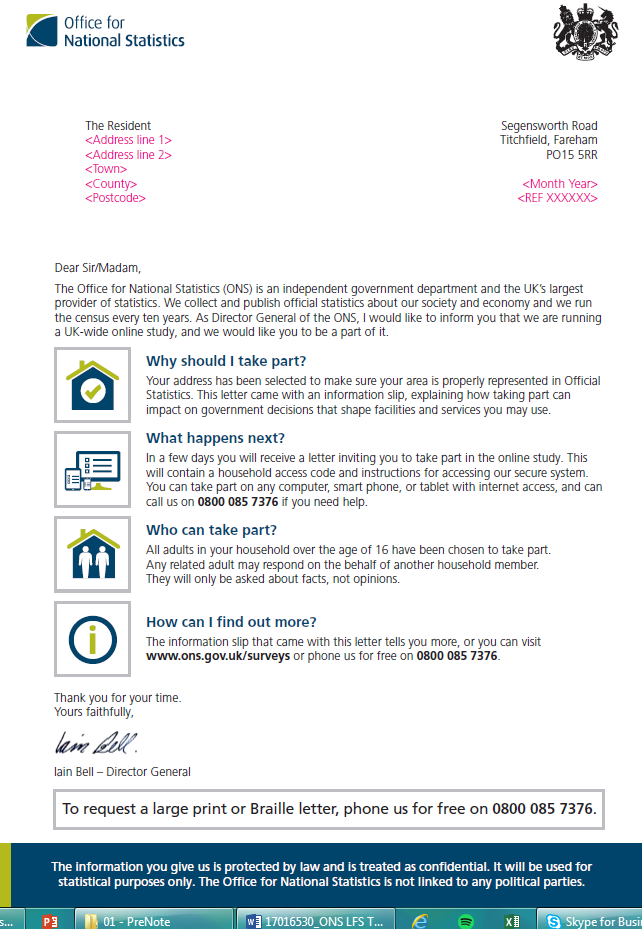 Office for
National Statistics
The Resident
<Address line 1>
<Address line 2>
<Town>
<County>
<Postcode>
Segensworth Road
Titchfield, Fareham
PO15 5RR
<Month Year>
<REF XXXXXX>
Dear Sir/Madam,
The Office for National Statistics (ONS) is an independent government department and the UK's largest
provider of statistics. We collect and publish official statistics about our society and economy and we run
the census every ten years. As Director General of the ONS, I would like to inform you that we are running
a UK-wide online study, and we would like you to be a part of it.
Why should I take part?
Your address has been selected to make sure your area is properly represented in Official
Statistics. This letter came with an information slip, explaining how taking part can
impact on government decisions that shape facilities and services you may use.
What happens next?
In a few days you will receive a letter inviting you to take part in the online study. This
will contain a household access code and instructions for accessing our secure system.
You can take part on any computer, smart phone, or tablet with internet access, and can
call us on 0800 085 7376 if you need help.
Who can take part?
All adults in your household over the age of 16 have been chosen to take part.
Any related adult may respond on the behalf of another household member.
They will only be asked about facts, not opinions.
How can I find out more?
The information slip that came with this letter tells you more, or you can visit
www.ons.gov.uk/surveys or phone us for free on 0800 085 7376.
Thank you for your time.
Yours faithfully,
Iain Bell.
Iain Bell – Director General
To request a large print or Braille letter, phone us for free on 0800 085 7376.
The information you give us is protected by law and is treated as confidential. It will be used for
statistical purposes only. The Office for National Statistics is not linked to any political parties.
s... 01 - PreNote 17016530_ONS LFS T... Skype for Busi